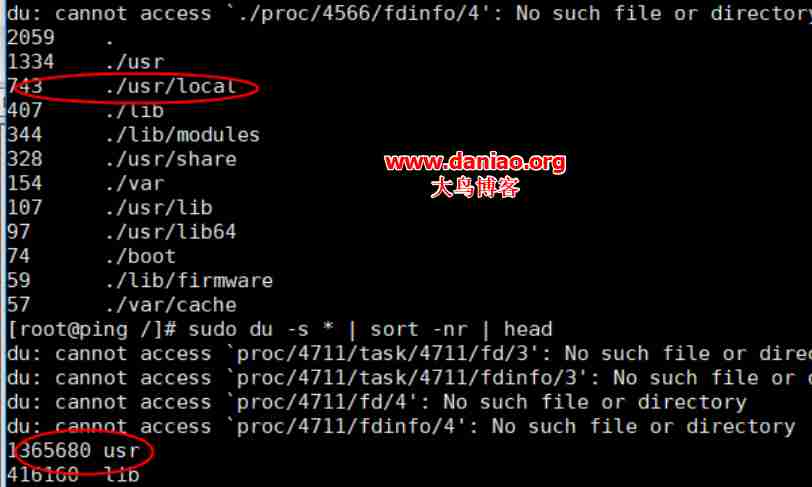 du: cannot access `./proc/4566/fdinfo/4': No such file or directory
2059 .
1334 ./usr
743 ./usr/local
407 ./lib
344 ./lib/modules
328 ./usr/share
154 ./var
107 ./usr/lib
97 ./usr/lib64
74 ./boot
59 ./lib/firmware
57 ./var/cache
www.daniao.org
大鸟博客
[root@ping /]# sudo du -s * | sort -nr | head
du: cannot access `proc/4711/task/4711/fd/3': No such file or direc
du: cannot access `proc/4711/task/4711/fdinfo/3': No such file or d
du: cannot access `proc/4711/fd/4': No such file or directory
du: cannot access `proc/4711/fdinfo/4': No such file or directory
1365680 usr
416160 lib